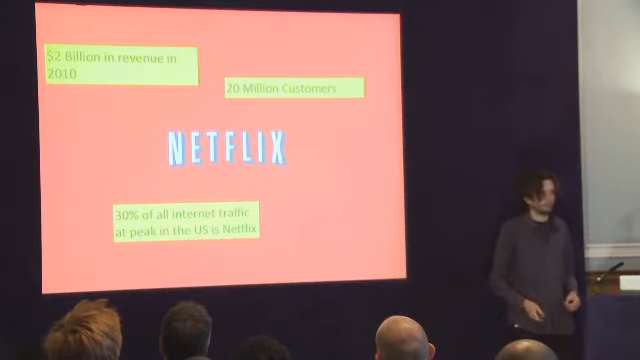 $2 Billion in revenue in
2010
20 Million Customers
NETFLIX
30% of all internet traffic
at peak in the US is Netflix